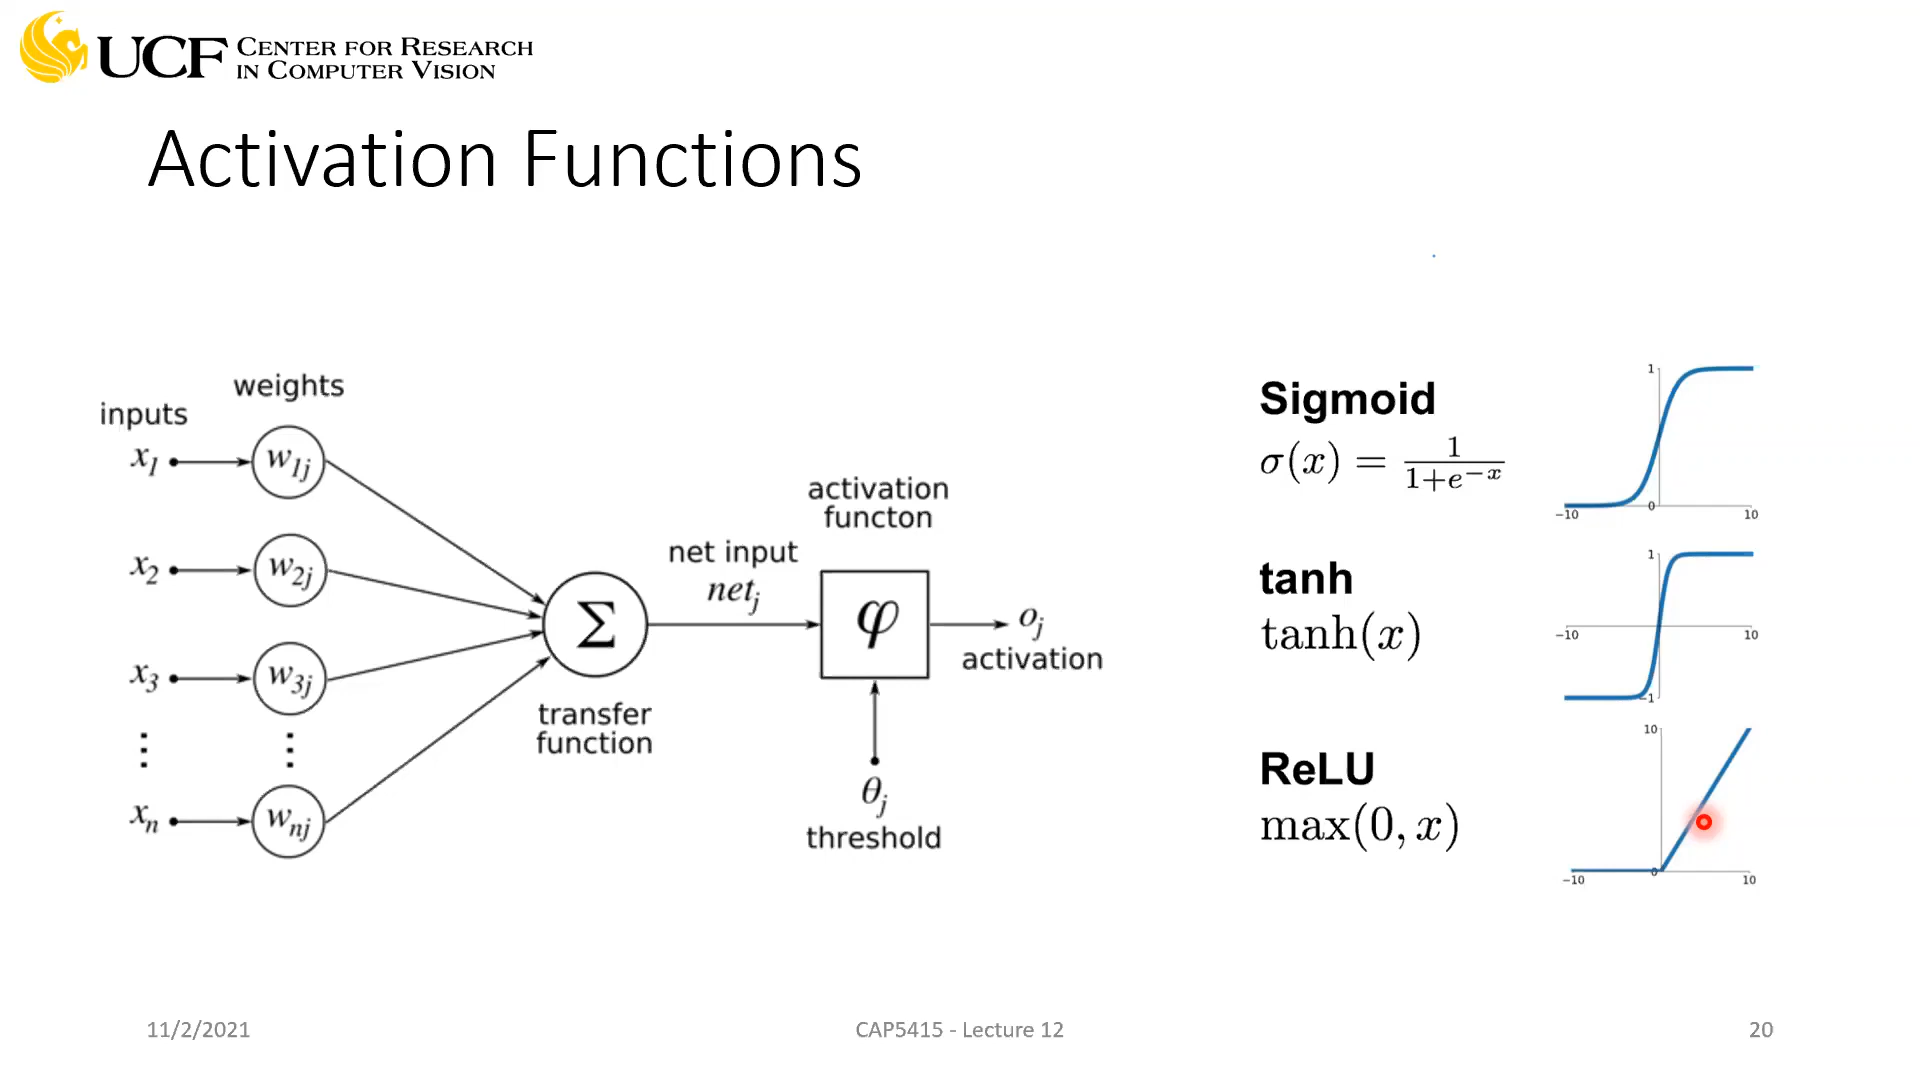 UCF CENTER FOR RESEARCH
IN COMPUTER VISION
Activation Functions
inputs
weights
x1
w1j
x2
w2j
x3
w3j
⋮
⋮
xn
wnj
Σ
transfer
function
net input
netj
activation
functon
φ
oj
activation
θj
threshold
Sigmoid
σ(x) = 1/(1+e^−x)
1
0
−10
10
tanh
tanh(x)
1
−10
10
−1
ReLU
max(0, x)
10
0
−10
10
11/2/2021
CAP5415 - Lecture 12
20